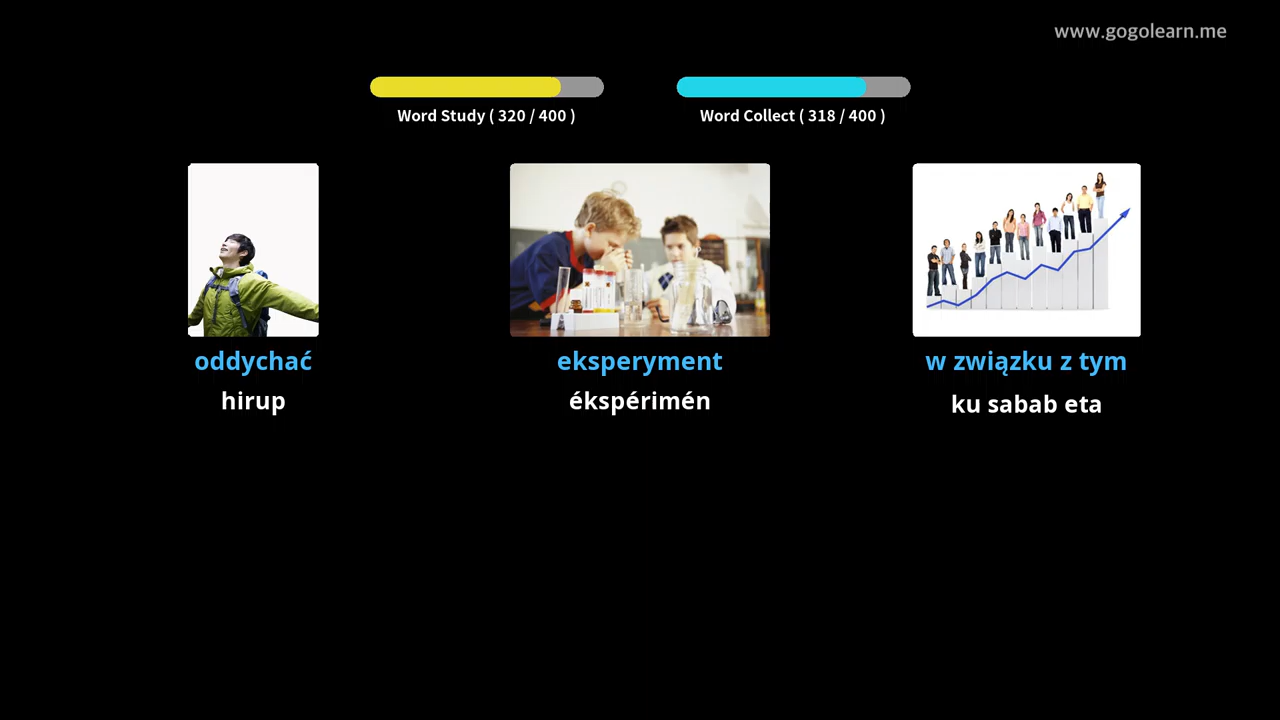 www.gogolearn.me
Word Study ( 320 / 400 )
Word Collect ( 318 / 400 )
oddychać
hirup
eksperyment
ékspérimén
w związku z tym
ku sabab eta